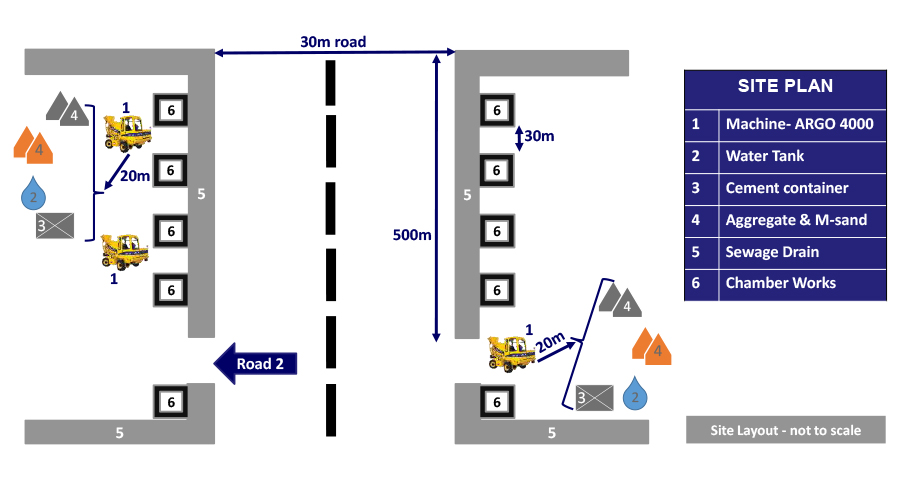 30m road
SITE PLAN
1 Machine- ARGO 4000
2 Water Tank
3 Cement container
4 Aggregate & M-sand
5 Sewage Drain
6 Chamber Works
4
1
6
6
30m
4
20m
6
6
2
5
5
3
6
500m
6
1
6
6
4
1
20m
4
Road 2
6
6
3
2
5
5
Site Layout - not to scale